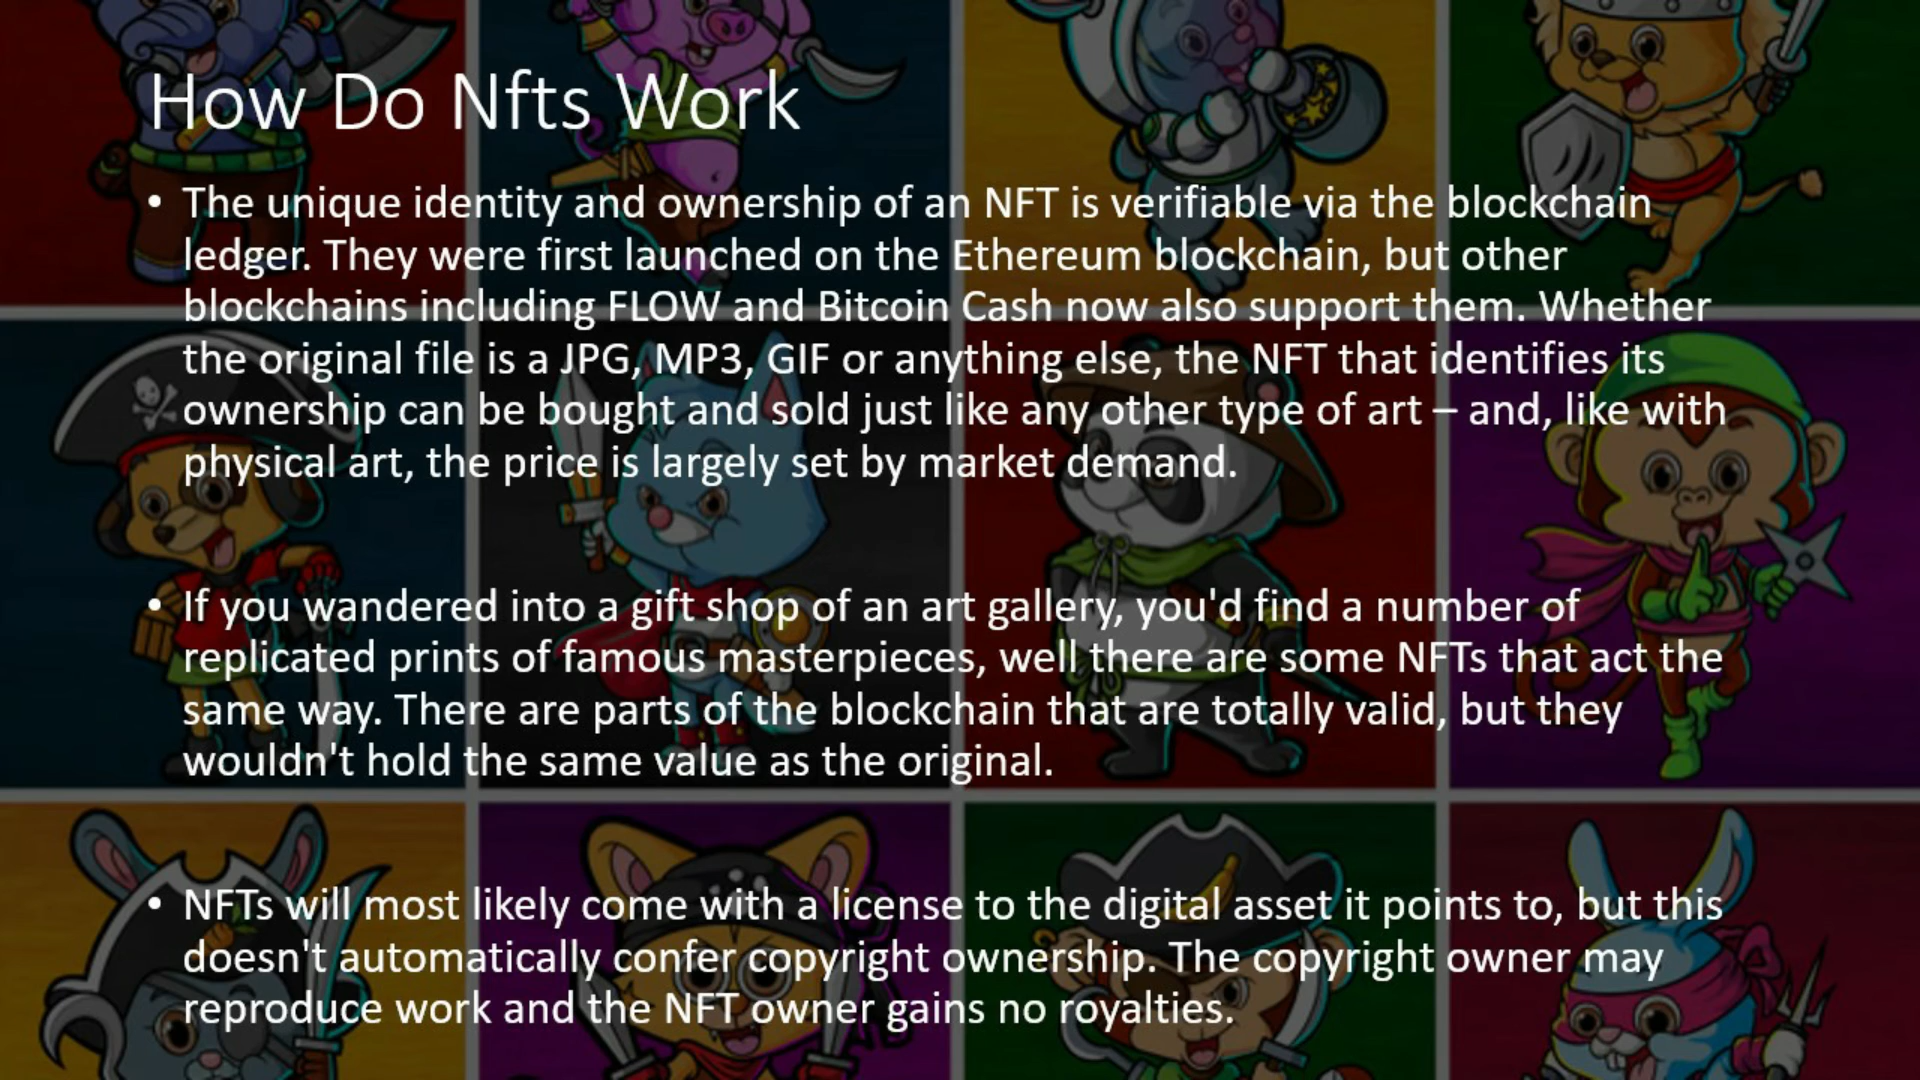 How Do Nfts Work
• The unique identity and ownership of an NFT is verifiable via the blockchain
ledger. They were first launched on the Ethereum blockchain, but other
blockchains including FLOW and Bitcoin Cash now also support them. Whether
the original file is a JPG, MP3, GIF or anything else, the NFT that identifies its
ownership can be bought and sold just like any other type of art – and, like with
physical art, the price is largely set by market demand.
• If you wandered into a gift shop of an art gallery, you'd find a number of
replicated prints of famous masterpieces, well there are some NFTs that act the
same way. There are parts of the blockchain that are totally valid, but they
wouldn't hold the same value as the original.
• NFTs will most likely come with a license to the digital asset it points to, but this
doesn't automatically confer copyright ownership. The copyright owner may
reproduce work and the NFT owner gains no royalties.